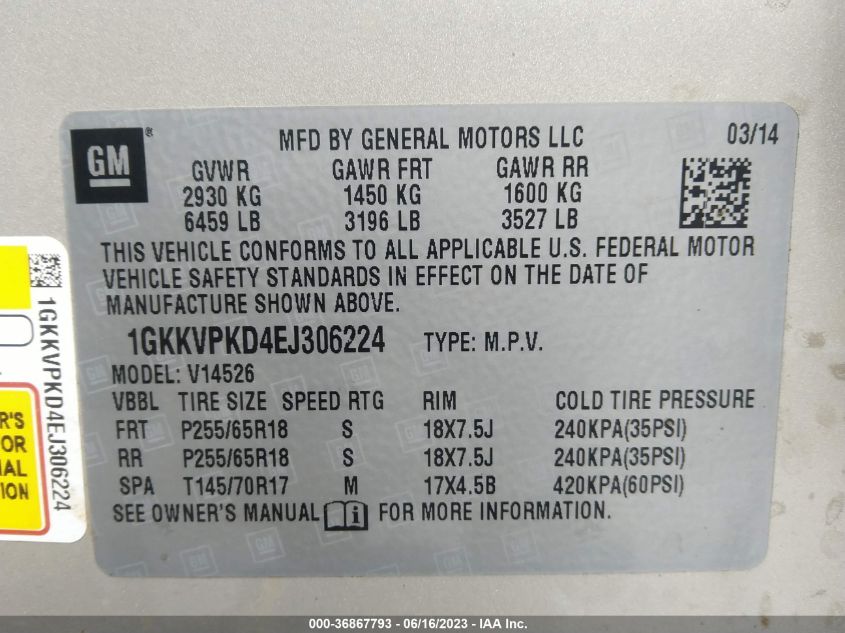 GM
MFD BY GENERAL MOTORS LLC 03/14
GVWR GAWR FRT GAWR RR
2930 KG 1450 KG 1600 KG
6459 LB 3196 LB 3527 LB
THIS VEHICLE CONFORMS TO ALL APPLICABLE U.S. FEDERAL MOTOR
VEHICLE SAFETY STANDARDS IN EFFECT ON THE DATE OF
MANUFACTURE SHOWN ABOVE.
1GKKVPKD4EJ306224 TYPE: M.P.V.
MODEL: V14526
VBBL TIRE SIZE SPEED RTG RIM COLD TIRE PRESSURE
FRT P255/65R18 S 18X7.5J 240KPA(35PSI)
RR P255/65R18 S 18X7.5J 240KPA(35PSI)
SPA T145/70R17 M 17X4.5B 420KPA(60PSI)
SEE OWNER'S MANUAL i FOR MORE INFORMATION.
1GKKVPKD4EJ306224
R'S
OR
IAL
ION
000-36867793 - 06/16/2023 - IAA Inc.